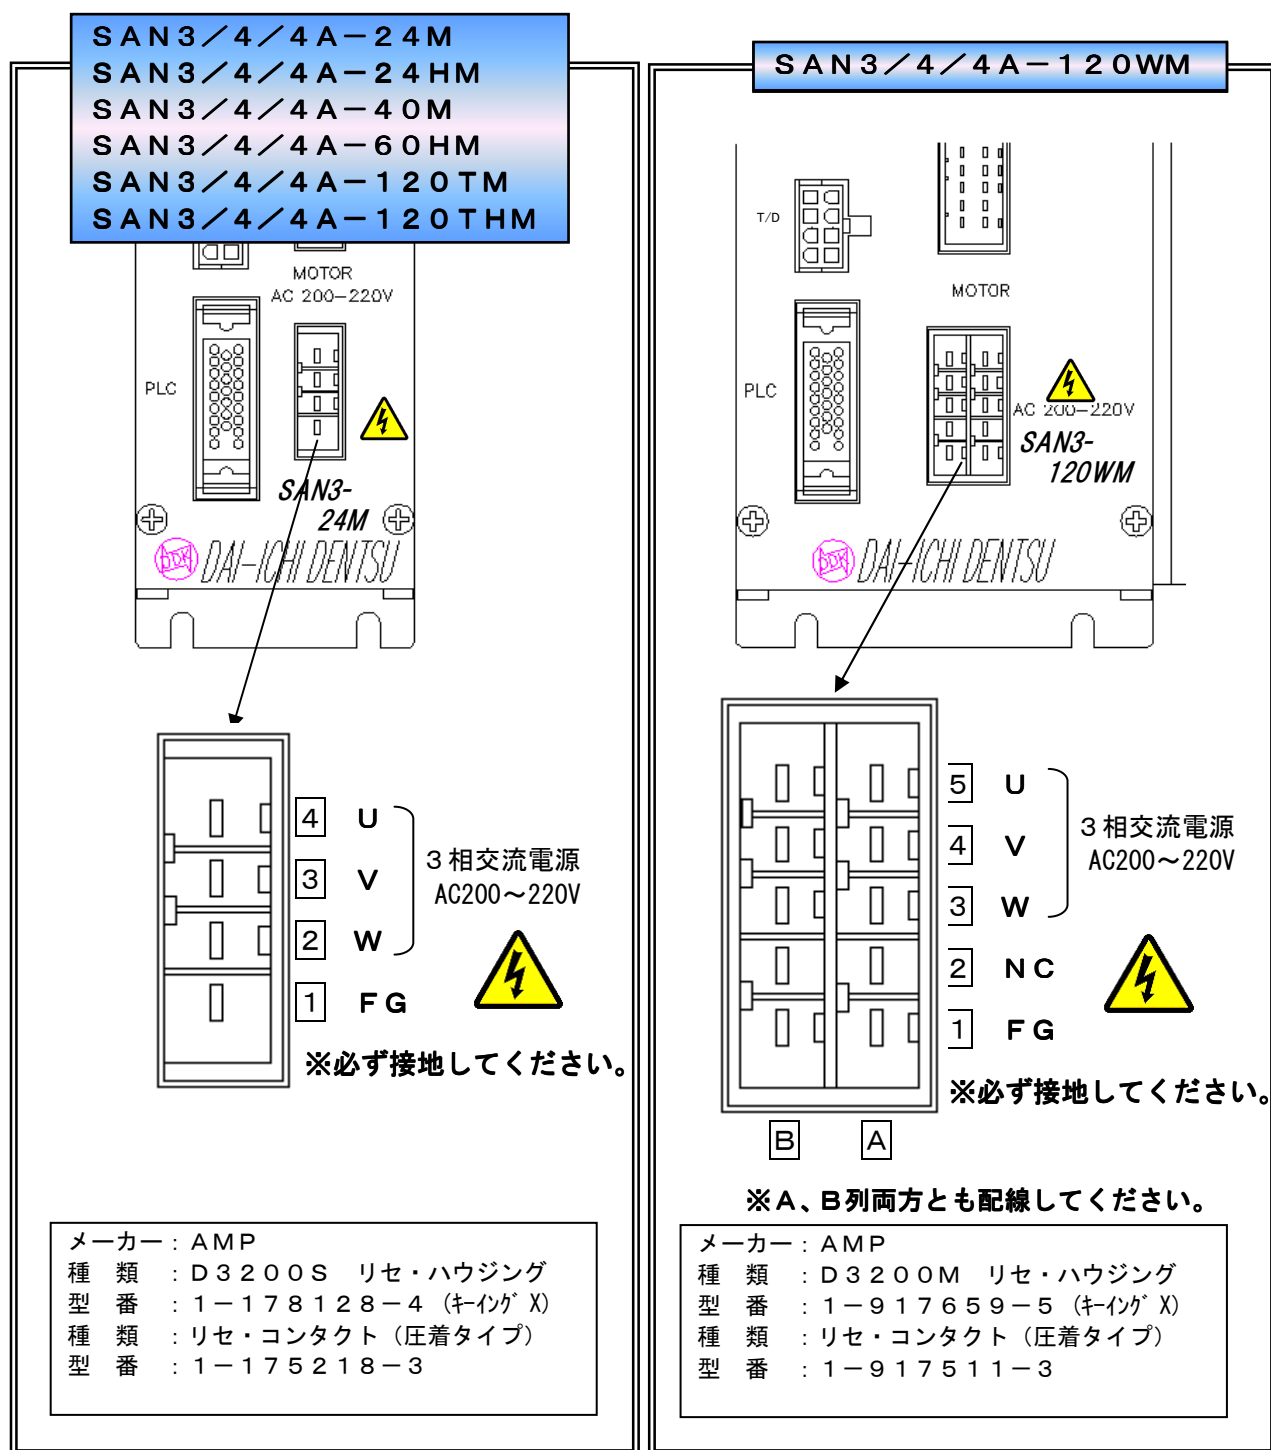 SAN3/4/4A-24M
SAN3/4/4A-24HM
SAN3/4/4A-40M
SAN3/4/4A-60HM
SAN3/4/4A-120TM
SAN3/4/4A-120THM
MOTOR
AC 200-220V
PLC
SAN3-
24M
DDK DAI-ICHI DENTSU
4 U
3 V
2 W
1 FG
3相交流電源
AC200～220V
※必ず接地してください。
メーカー：AMP
種　類　：D3200S　リセ・ハウジング
型　番　：1－178128－4（ｷｰｲﾝｸﾞ X）
種　類　：リセ・コンタクト（圧着タイプ）
型　番　：1－175218－3
SAN3/4/4A-120WM
T/D
MOTOR
PLC
AC 200-220V
SAN3-
120WM
DDK DAI-ICHI DENTSU
5 U
4 V
3 W
2 NC
1 FG
3相交流電源
AC200～220V
※必ず接地してください。
B A
※A、B列両方とも配線してください。
メーカー：AMP
種　類　：D3200M　リセ・ハウジング
型　番　：1－917659－5（ｷｰｲﾝｸﾞ X）
種　類　：リセ・コンタクト（圧着タイプ）
型　番　：1－917511－3